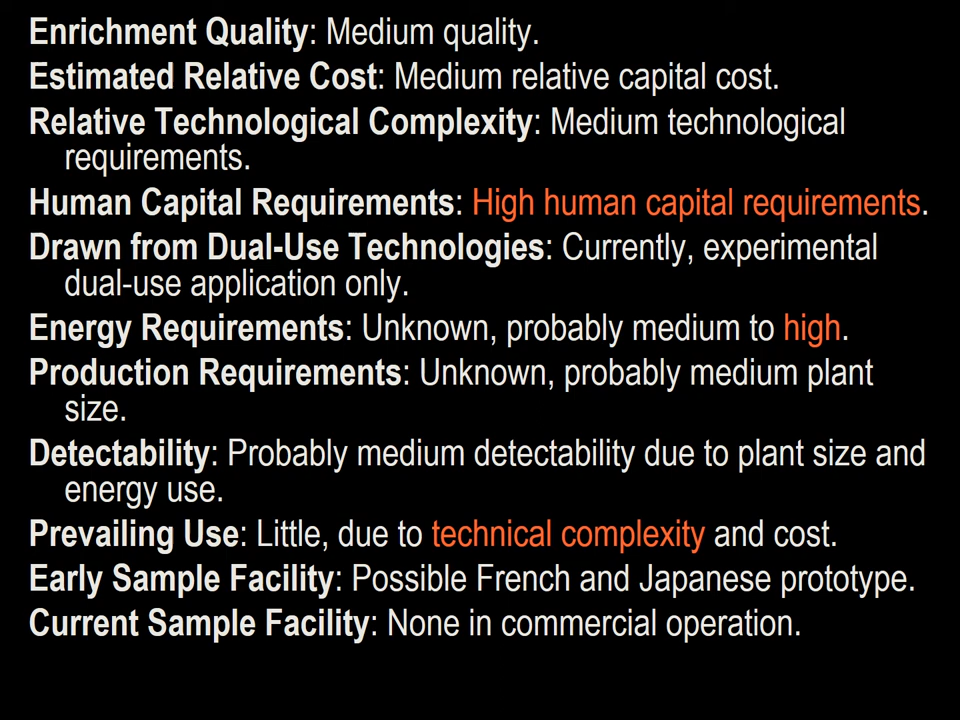 Enrichment Quality: Medium quality.
Estimated Relative Cost: Medium relative capital cost.
Relative Technological Complexity: Medium technological
requirements.
Human Capital Requirements: High human capital requirements.
Drawn from Dual-Use Technologies: Currently, experimental
dual-use application only.
Energy Requirements: Unknown, probably medium to high.
Production Requirements: Unknown, probably medium plant
size.
Detectability: Probably medium detectability due to plant size and
energy use.
Prevailing Use: Little, due to technical complexity and cost.
Early Sample Facility: Possible French and Japanese prototype.
Current Sample Facility: None in commercial operation.